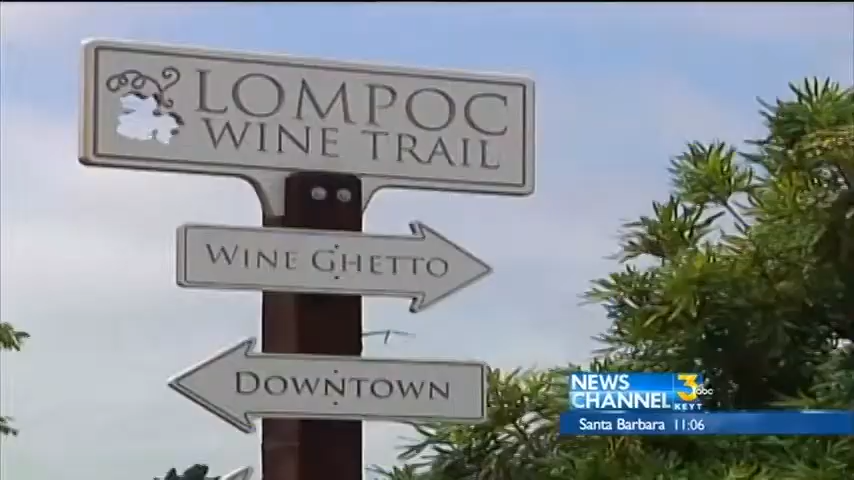 LOMPOC
WINE TRAIL
WINE GHETTO
DOWNTOWN
NEWS
CHANNEL
3
abc
KEYT
Santa Barbara
11:06